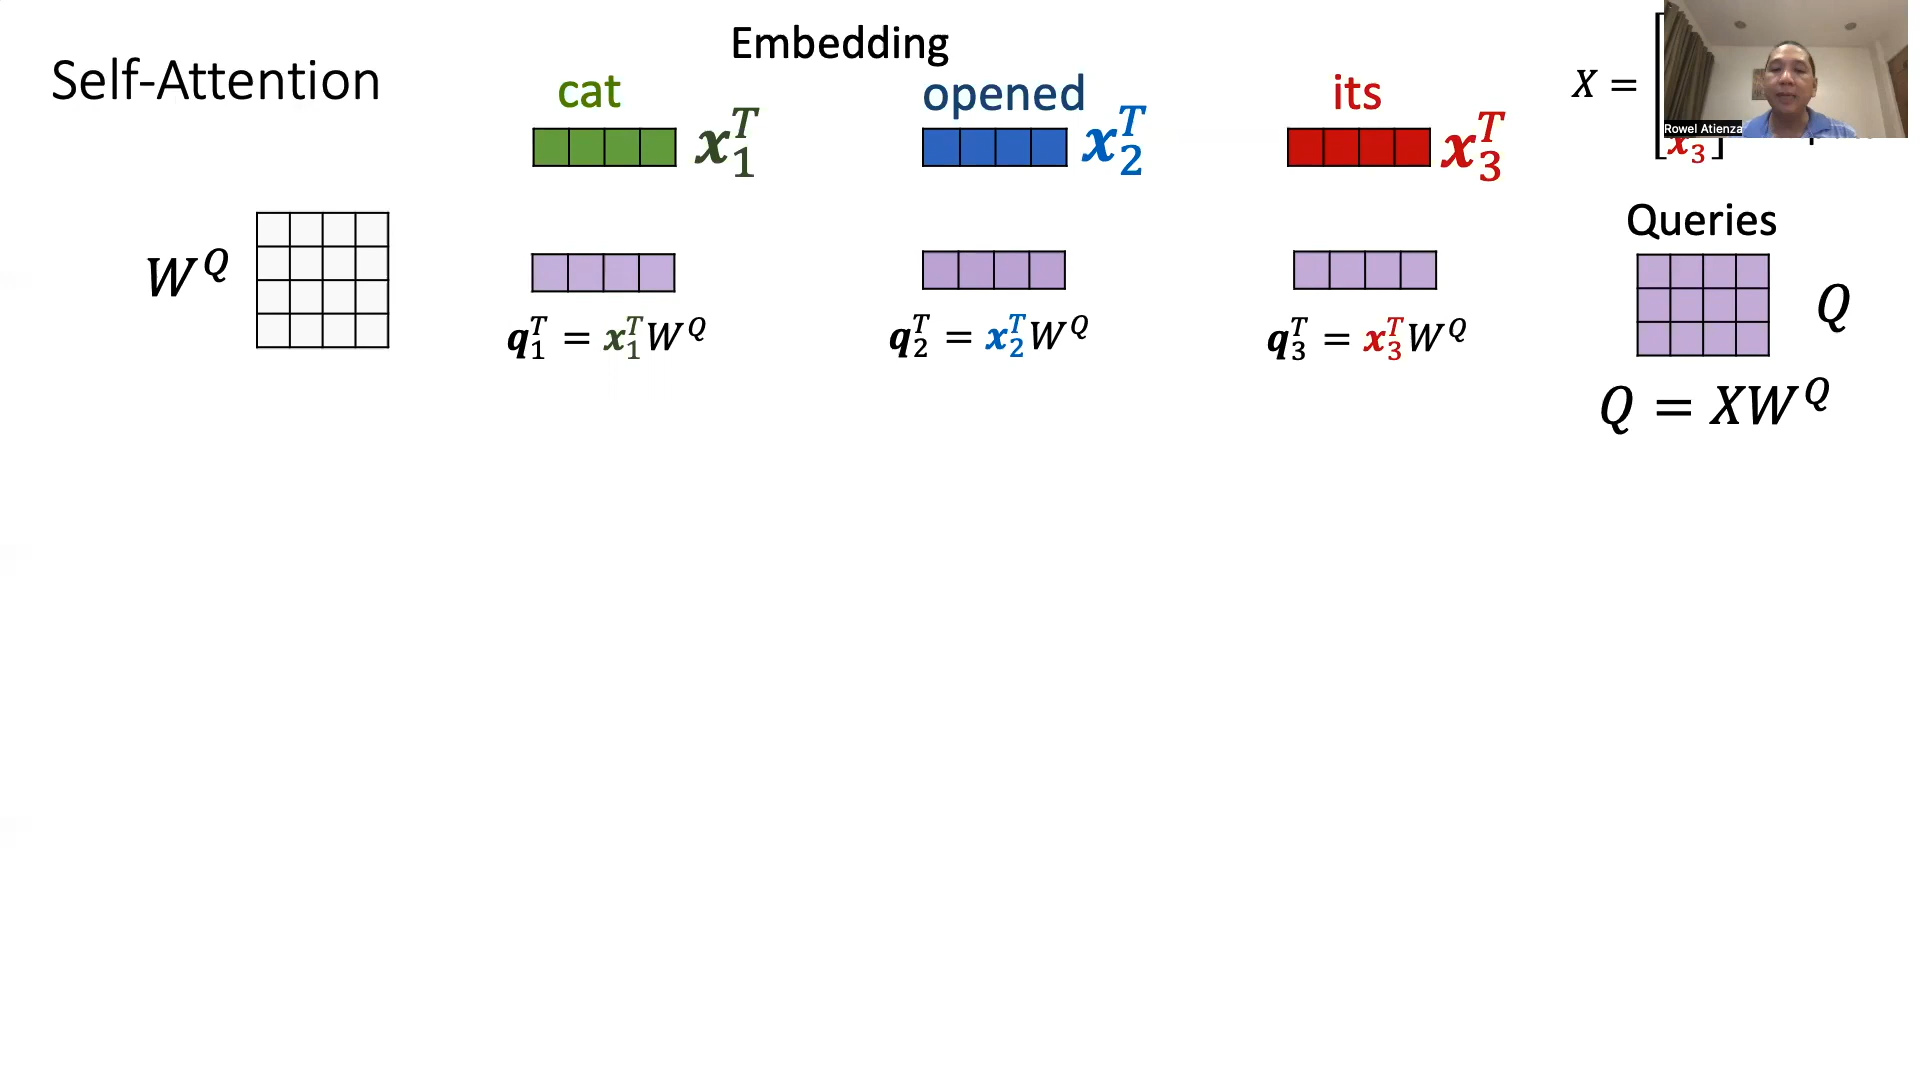 Self-Attention
Embedding
cat
x_1^T
opened
x_2^T
its
x_3^T
X =
x_3
Rowel Atienza
W^Q
q_1^T = x_1^T W^Q
q_2^T = x_2^T W^Q
q_3^T = x_3^T W^Q
Queries
Q
Q = XW^Q